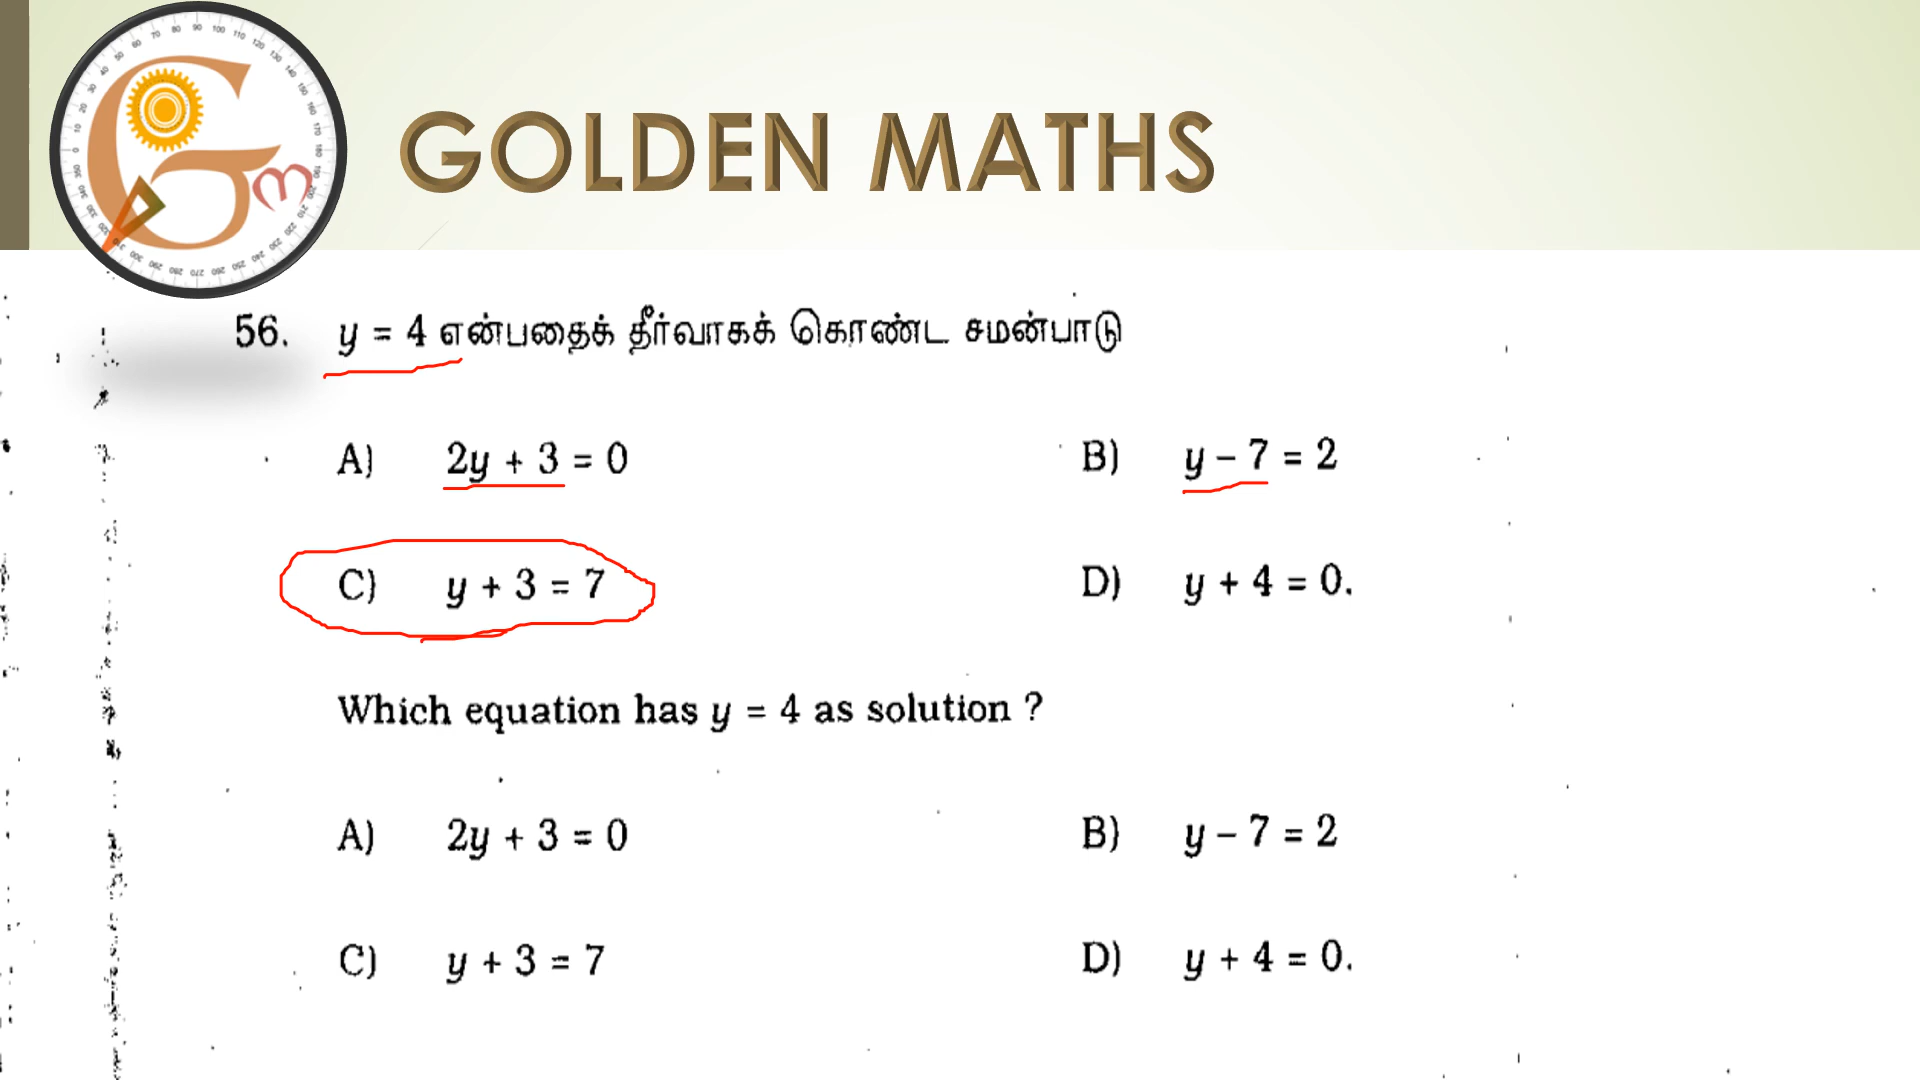 GOLDEN MATHS
56. y = 4 என்பதைக் தீர்வாகக் கொண்ட சமன்பாடு
A) 2y + 3 = 0 B) y – 7 = 2
C) y + 3 = 7 D) y + 4 = 0.
Which equation has y = 4 as solution ?
A) 2y + 3 = 0 B) y – 7 = 2
C) y + 3 = 7 D) y + 4 = 0.